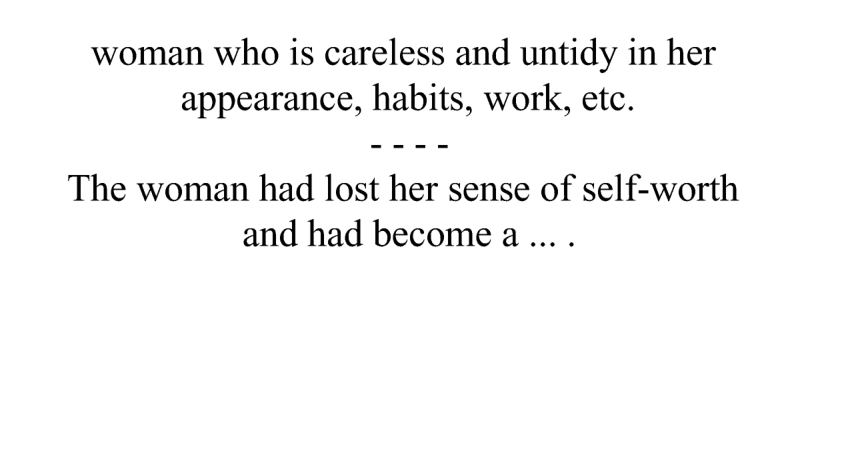 woman who is careless and untidy in her
appearance, habits, work, etc.
- - - -
The woman had lost her sense of self-worth
and had become a ... .